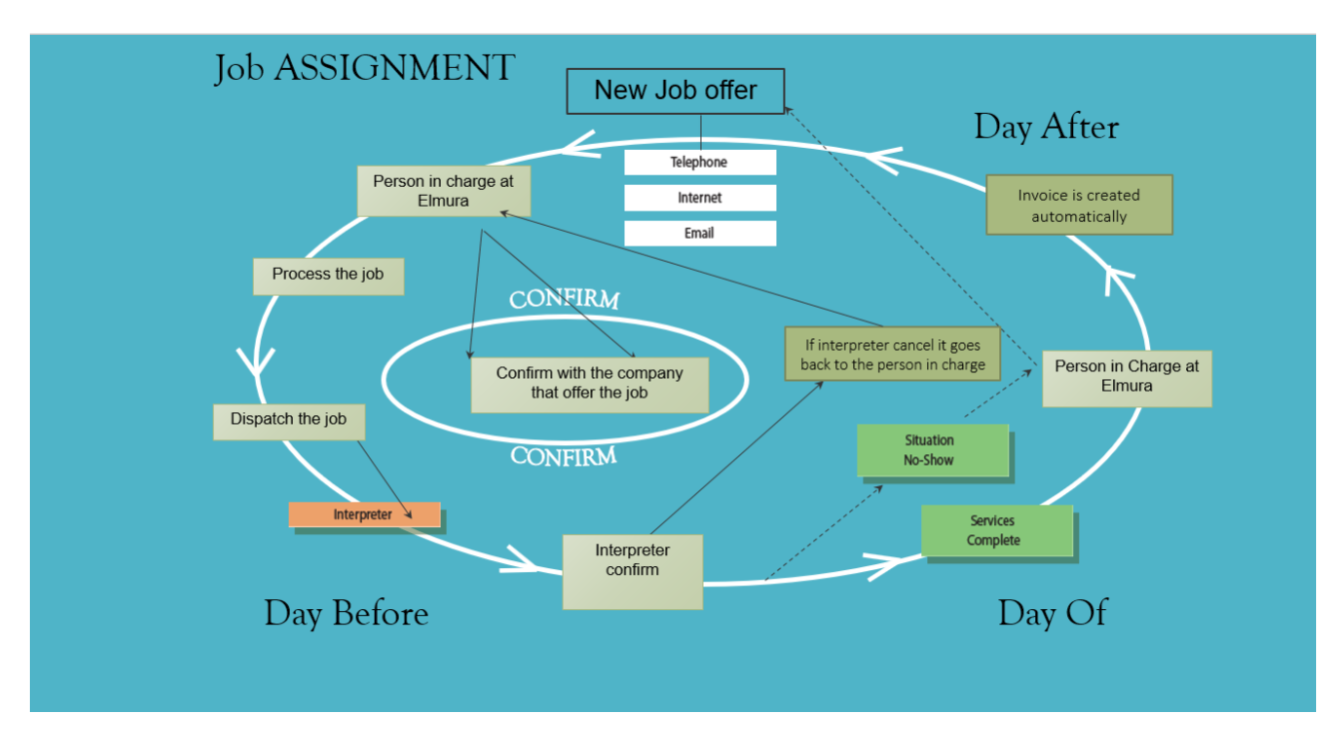 Job ASSIGNMENT
New Job offer
Telephone
Internet
Email
Day After
Invoice is created
automatically
Person in charge at
Elmura
Process the job
CONFIRM
Confirm with the company
that offer the job
CONFIRM
If interpreter cancel it goes
back to the person in charge
Person in Charge at
Elmura
Dispatch the job
Situation
No-Show
Interpreter
Services
Complete
Interpreter
confirm
Day Before
Day Of